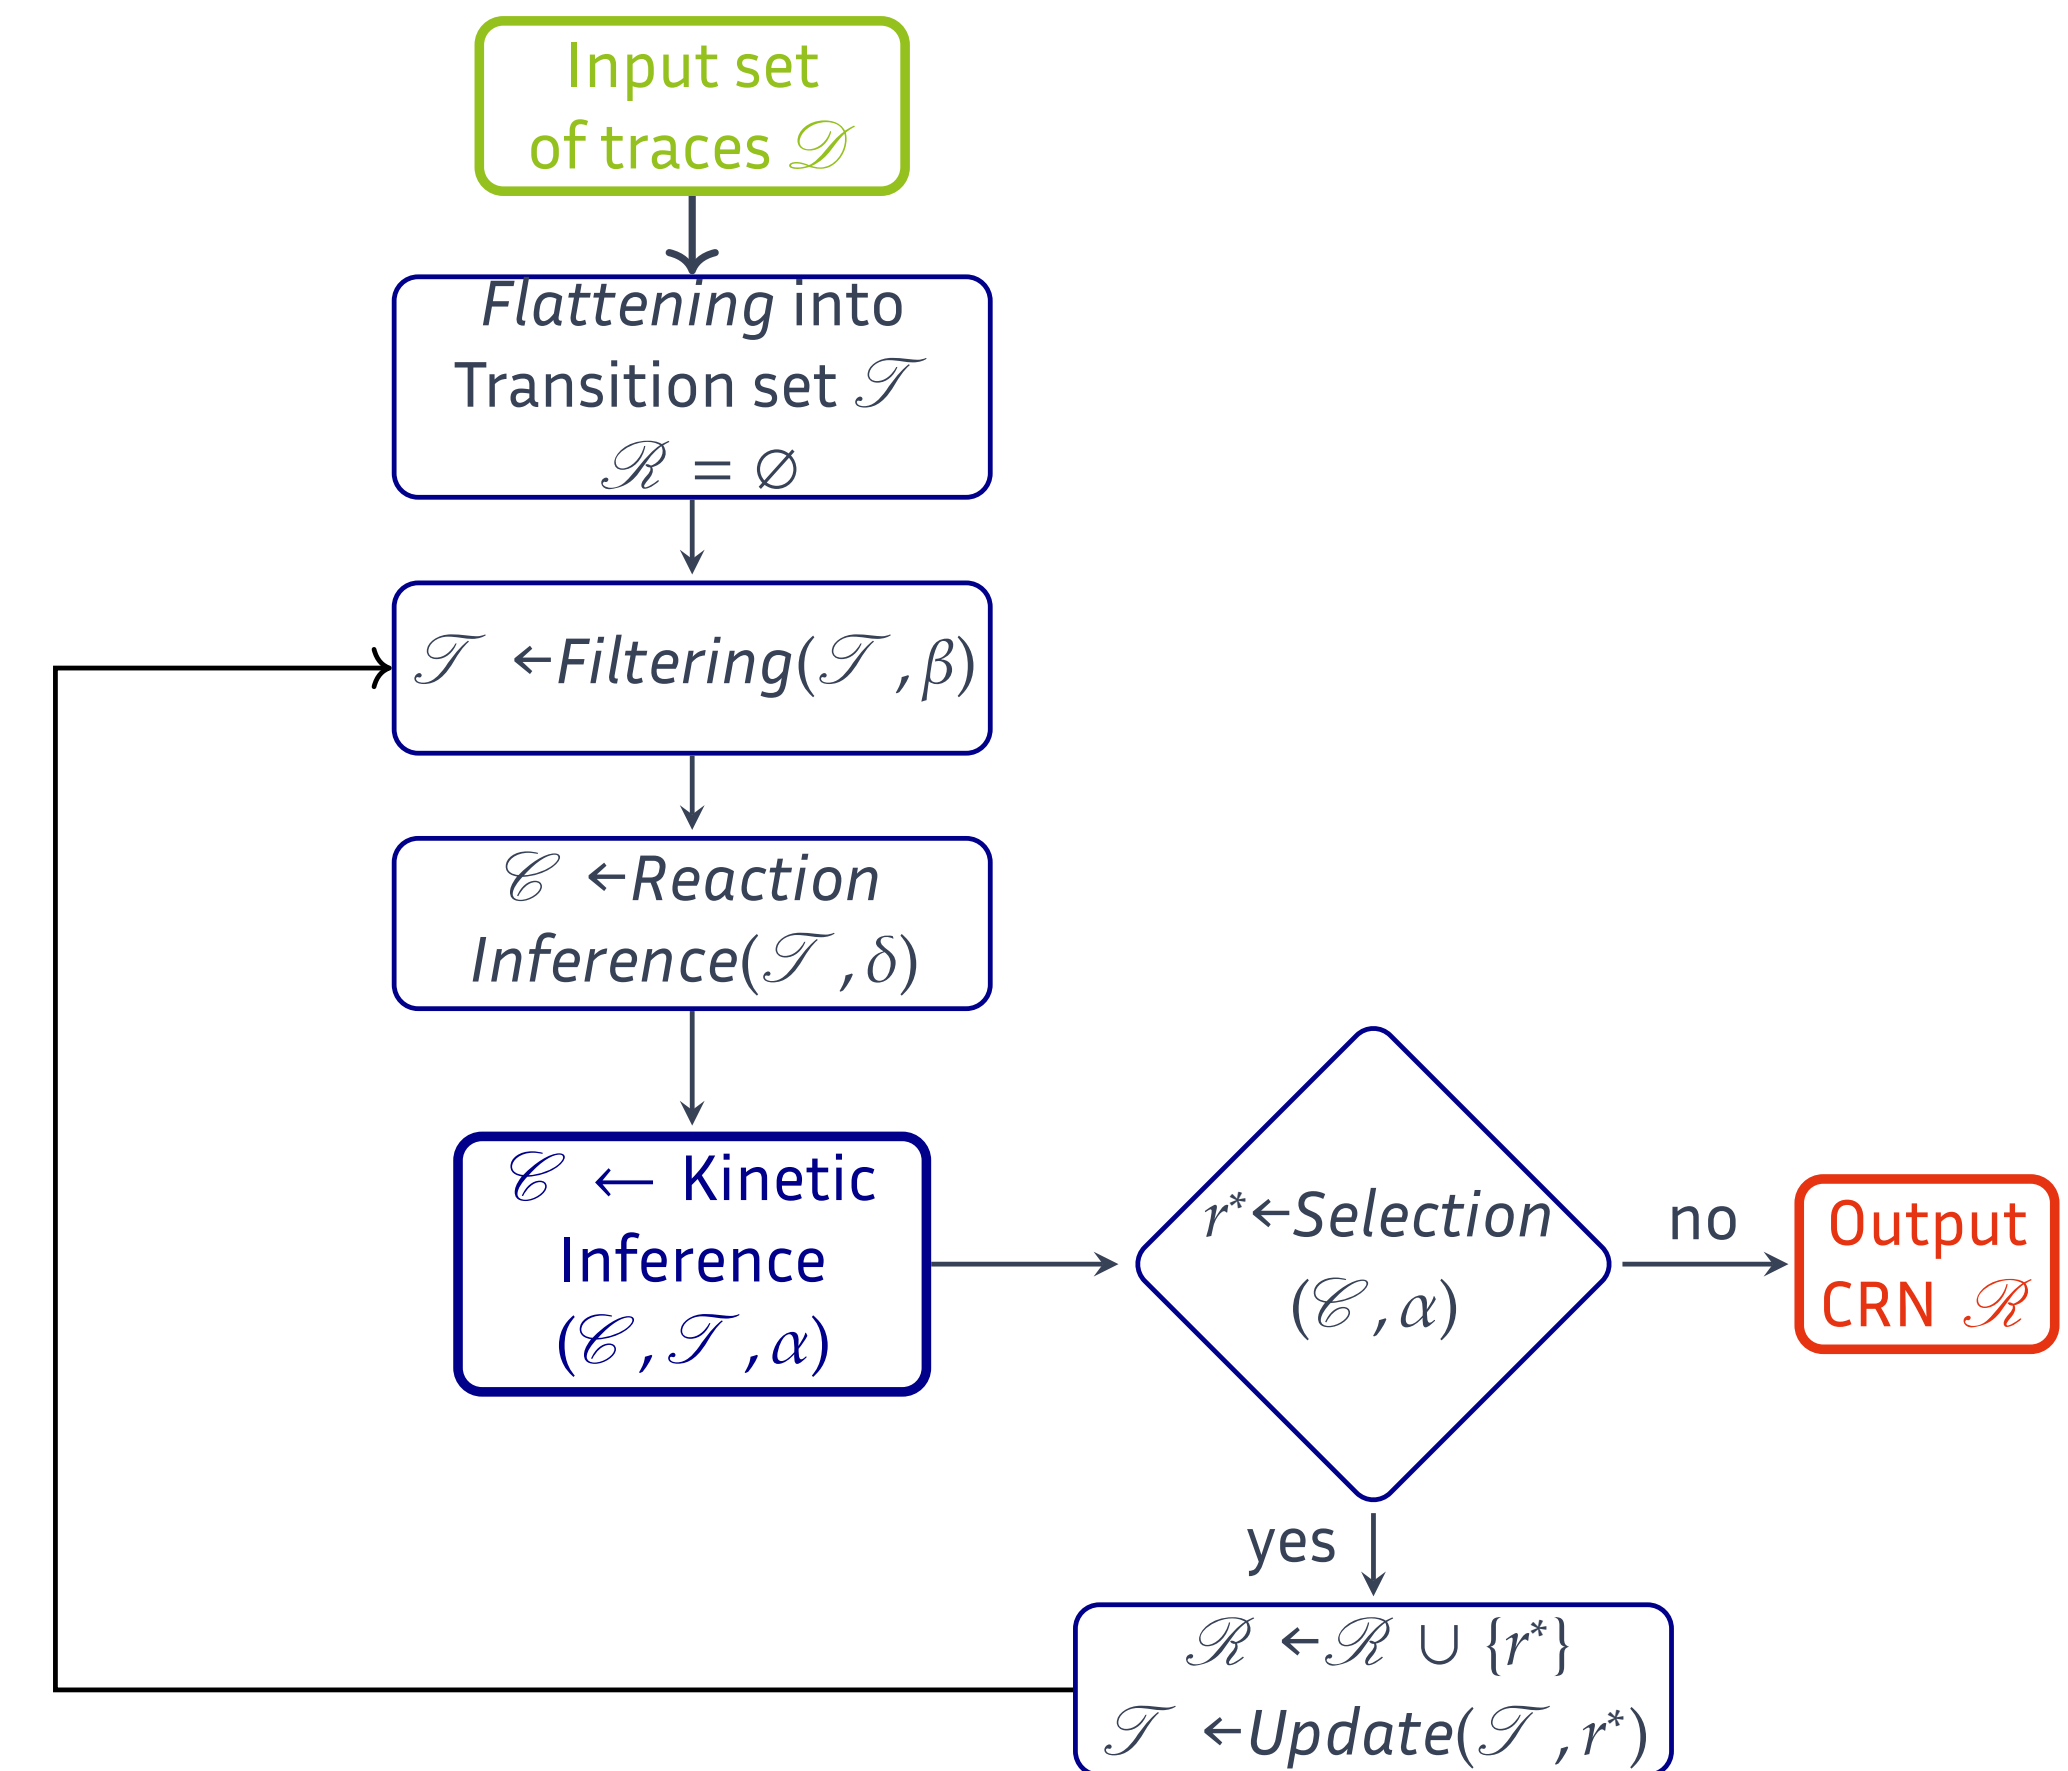 Input set
of traces 𝒟
Flattening into
Transition set 𝒯
ℛ = ∅
𝒯 ←Filtering(𝒯, β)
𝒞 ←Reaction
Inference(𝒯, δ)
𝒞 ← Kinetic
Inference
(𝒞, 𝒯, α)
r*←Selection
(𝒞, α)
no
Output
CRN ℛ
yes
ℛ ←ℛ ∪ {r*}
𝒯 ←Update(𝒯, r*)